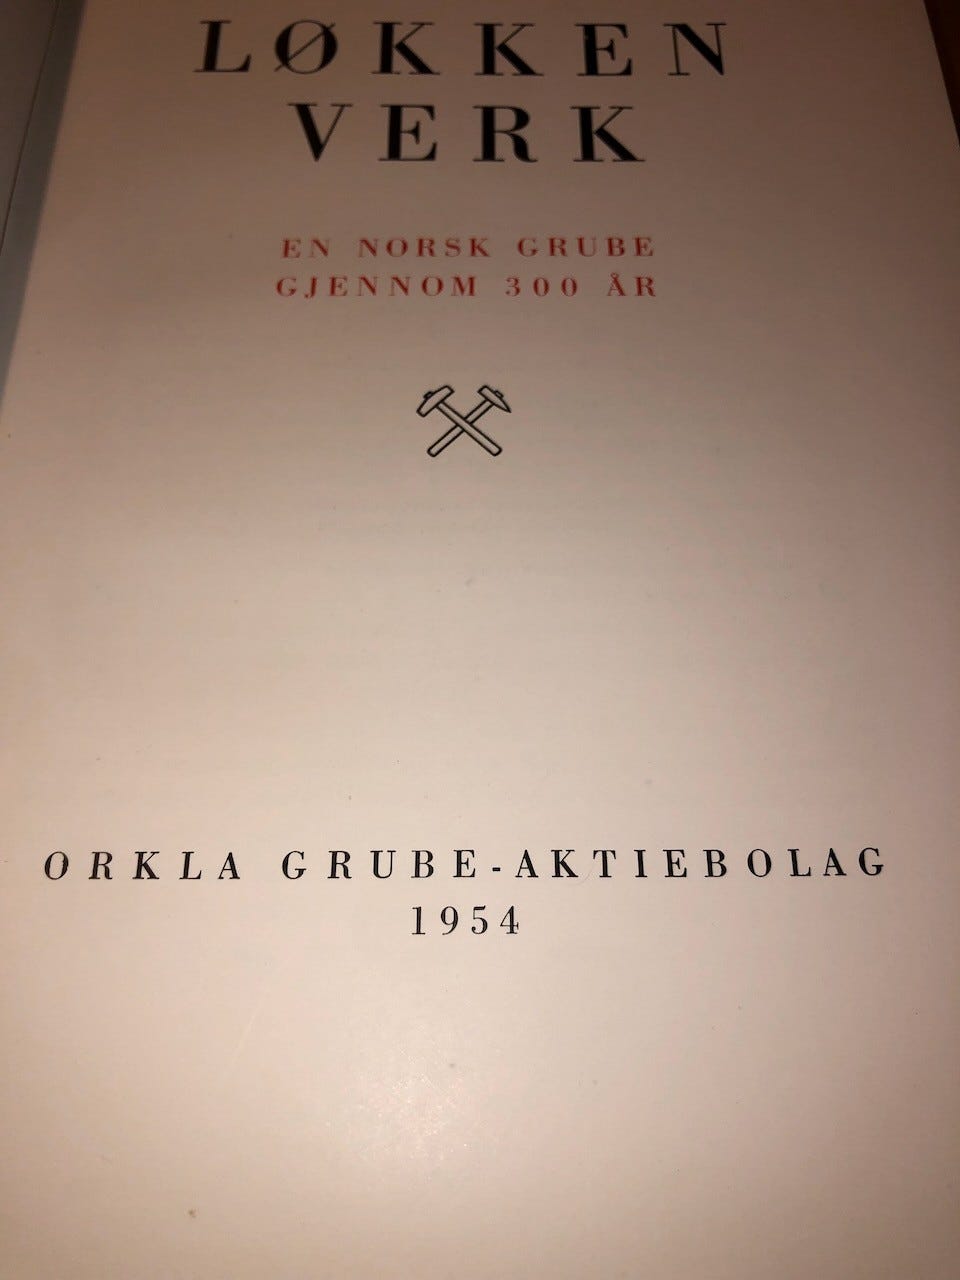 LØKKEN
VERK
EN NORSK GRUBE
GJENNOM 300 ÅR
ORKLA GRUBE-AKTIEBOLAG
1954